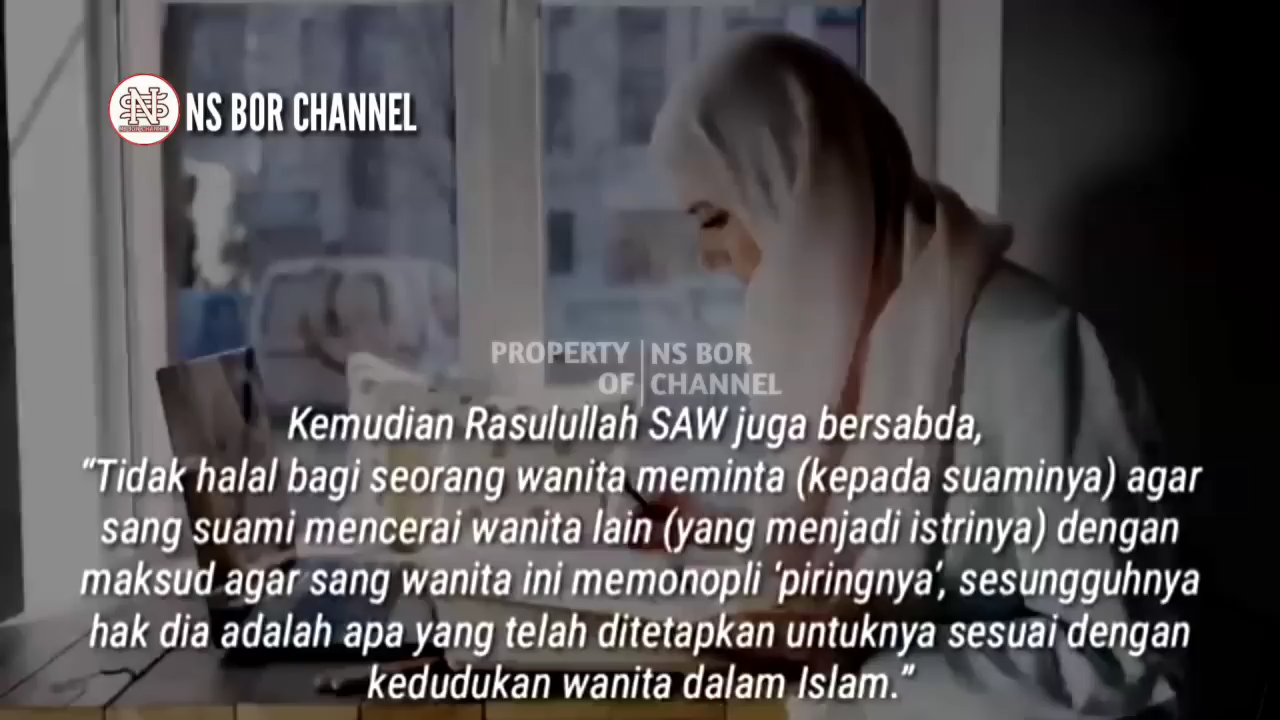 NS BOR CHANNEL
PROPERTY OF NS BOR CHANNEL
Kemudian Rasulullah SAW juga bersabda,
“Tidak halal bagi seorang wanita meminta (kepada suaminya) agar
sang suami mencerai wanita lain (yang menjadi istrinya) dengan
maksud agar sang wanita ini memonopli ‘piringnya’, sesungguhnya
hak dia adalah apa yang telah ditetapkan untuknya sesuai dengan
kedudukan wanita dalam Islam.”